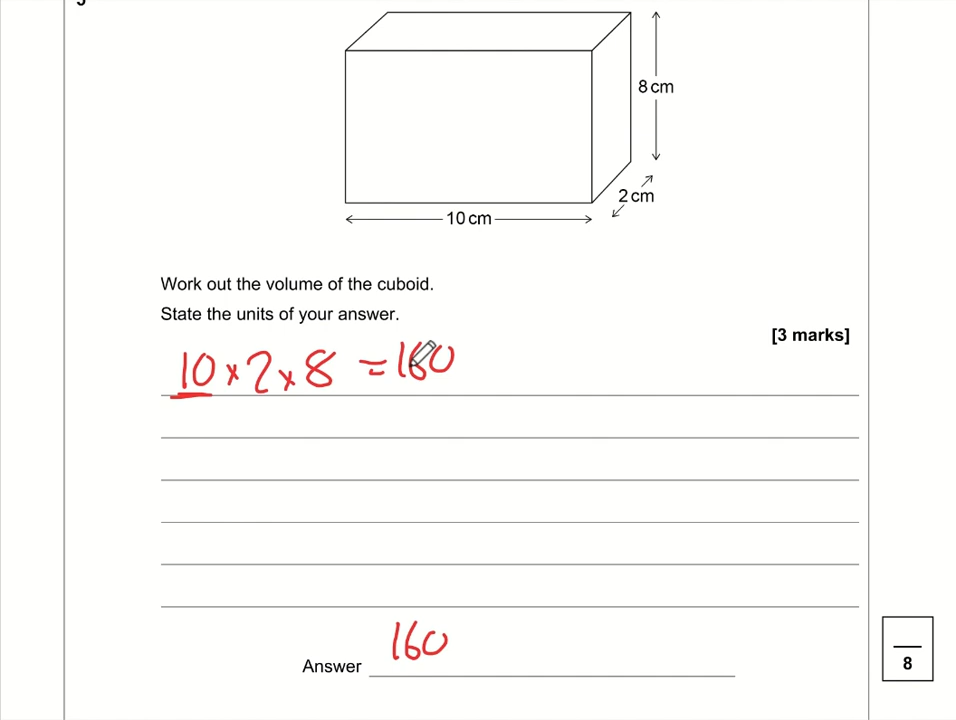 8 cm
2 cm
10 cm
Work out the volume of the cuboid.
State the units of your answer.
[3 marks]
10 × 2 × 8 = 160
160
Answer
8